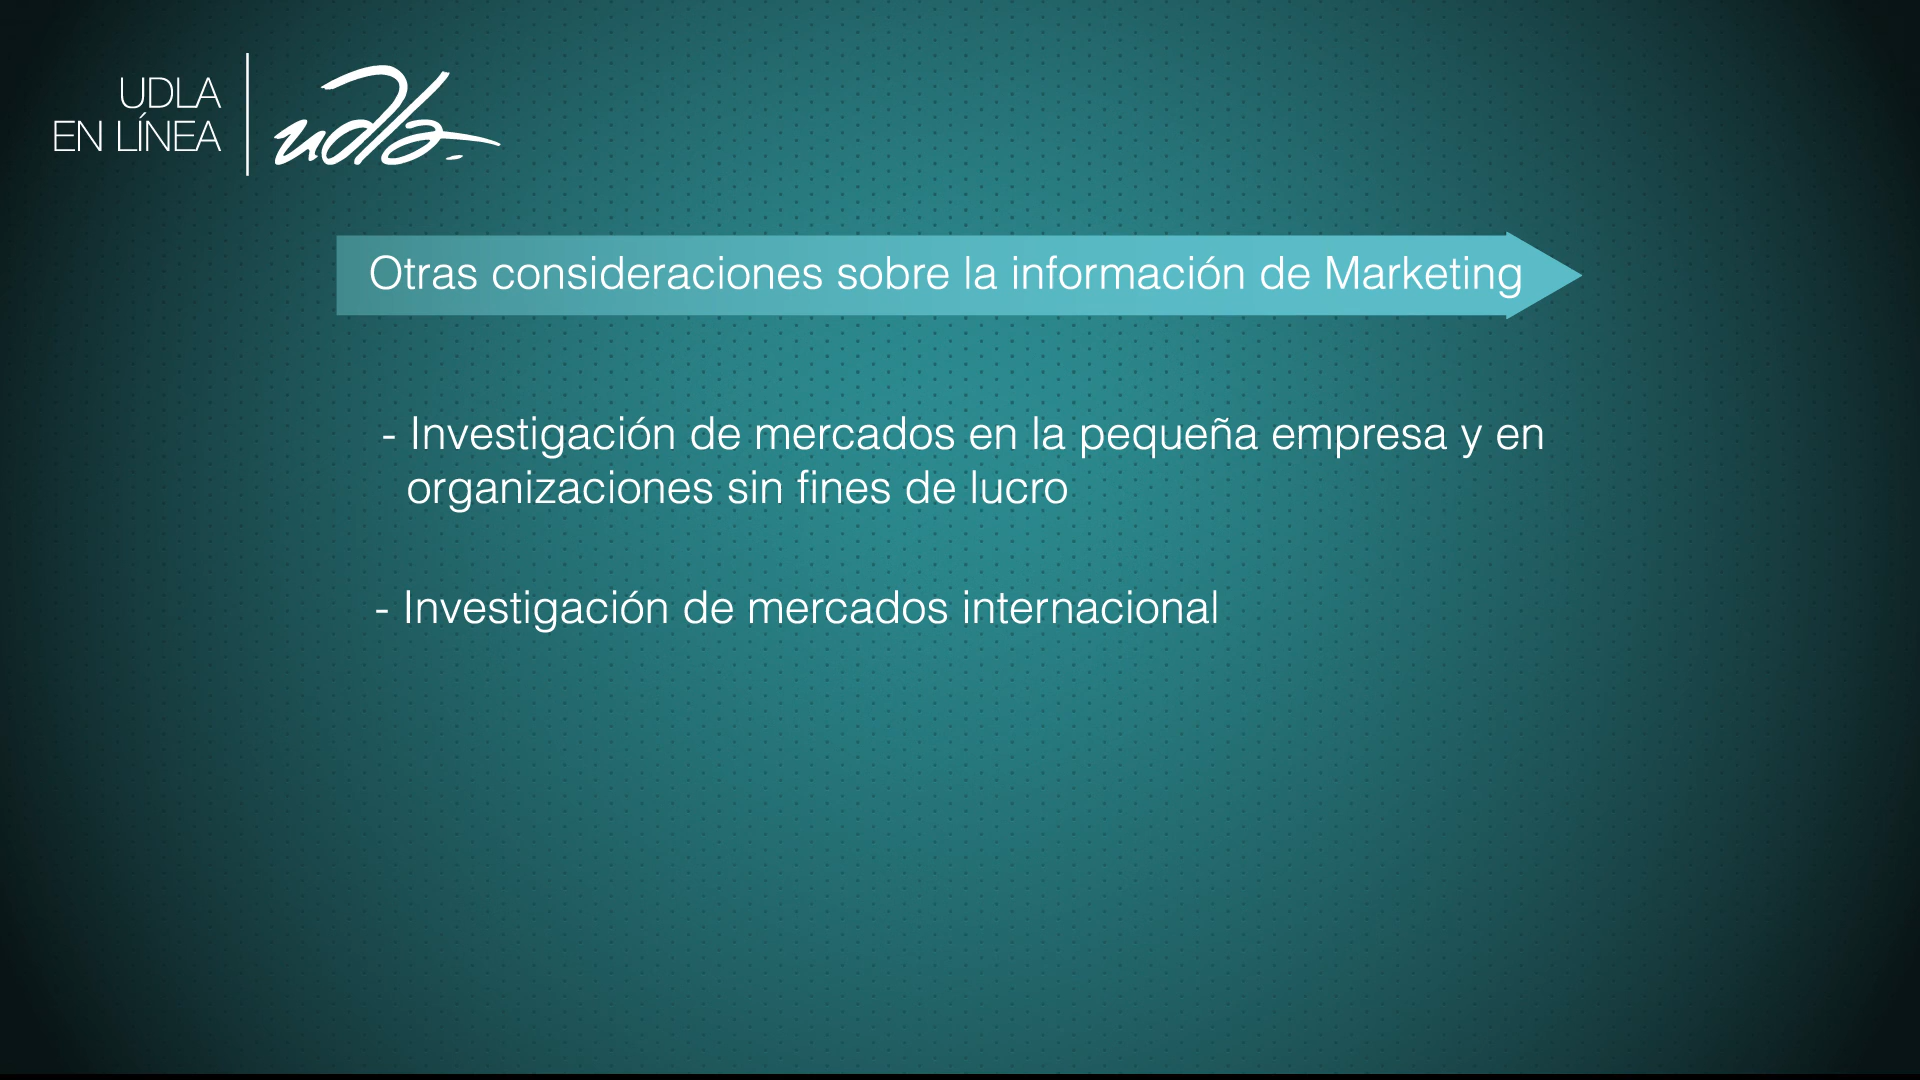 UDLA
EN LÍNEA
udla-
Otras consideraciones sobre la información de Marketing
- Investigación de mercados en la pequeña empresa y en
organizaciones sin fines de lucro
- Investigación de mercados internacional